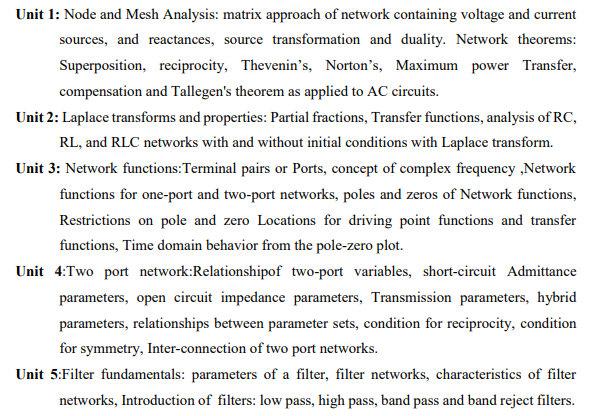 Unit 1: Node and Mesh Analysis: matrix approach of network containing voltage and current
sources, and reactances, source transformation and duality. Network theorems:
Superposition, reciprocity, Thevenin's, Norton's, Maximum power Transfer,
compensation and Tallegen's theorem as applied to AC circuits.
Unit 2: Laplace transforms and properties: Partial fractions, Transfer functions, analysis of RC,
RL, and RLC networks with and without initial conditions with Laplace transform.
Unit 3: Network functions:Terminal pairs or Ports, concept of complex frequency ,Network
functions for one-port and two-port networks, poles and zeros of Network functions,
Restrictions on pole and zero Locations for driving point functions and transfer
functions, Time domain behavior from the pole-zero plot.
Unit 4:Two port network:Relationshipof two-port variables, short-circuit Admittance
parameters, open circuit impedance parameters, Transmission parameters, hybrid
parameters, relationships between parameter sets, condition for reciprocity, condition
for symmetry, Inter-connection of two port networks.
Unit 5:Filter fundamentals: parameters of a filter, filter networks, characteristics of filter
networks, Introduction of filters: low pass, high pass, band pass and band reject filters.